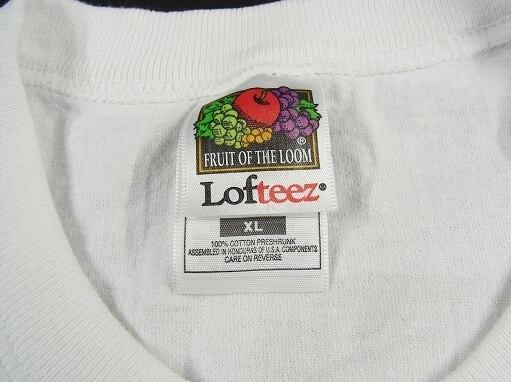 ®
FRUIT OF THE LOOM
Lofteez®
XL
100% COTTON PRESHRUNK
ASSEMBLED IN HONDURAS OF U.S.A. COMPONENTS
CARE ON REVERSE